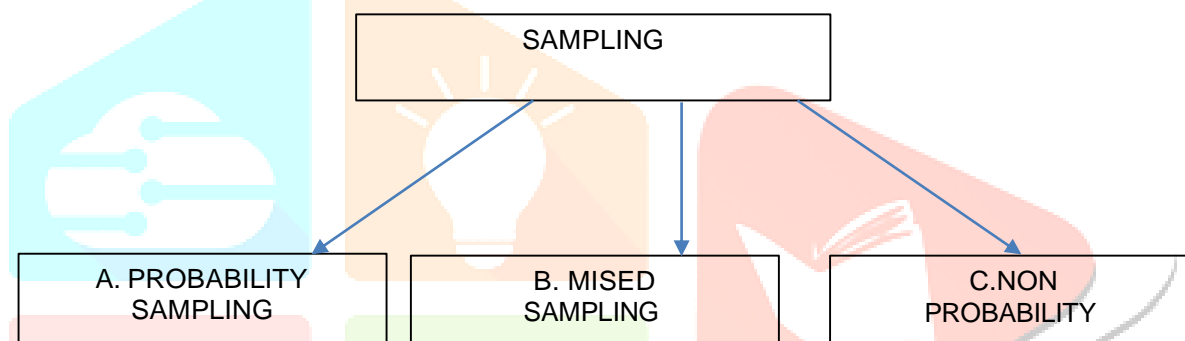 SAMPLING
A. PROBABILITY
SAMPLING
B. MISED
SAMPLING
C.NON
PROBABILITY